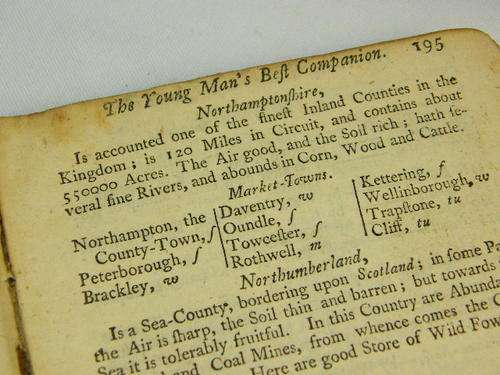 The Young Man's Beſt Companion. 195
Northamptonſhire,
Is accounted one of the fineſt Inland Counties in the
Kingdom; is 120 Miles in Circuit, and contains about
550000 Acres. The Air good, and the Soil rich; hath ſe-
veral fine Rivers, and abounds in Corn, Wood and Cattle.
Market-Towns.
Northampton, the
County-Town, ſ
Peterborough, ſ
Brackley, w
Daventry, w
Oundle, ſ
Towceſter, ſ
Rothwell, m
Kettering, ſ
Wellinborough, w
Trapſtone, tu
Cliff, tu
Northumberland,
Is a Sea-County, bordering upon Scotland; in ſome
the Air is ſharp, the Soil thin and barren; but towards
Sea it is tolerably fruitful. In this Country are
and Coal Mines, from whence comes the
Here are good Store of Wild